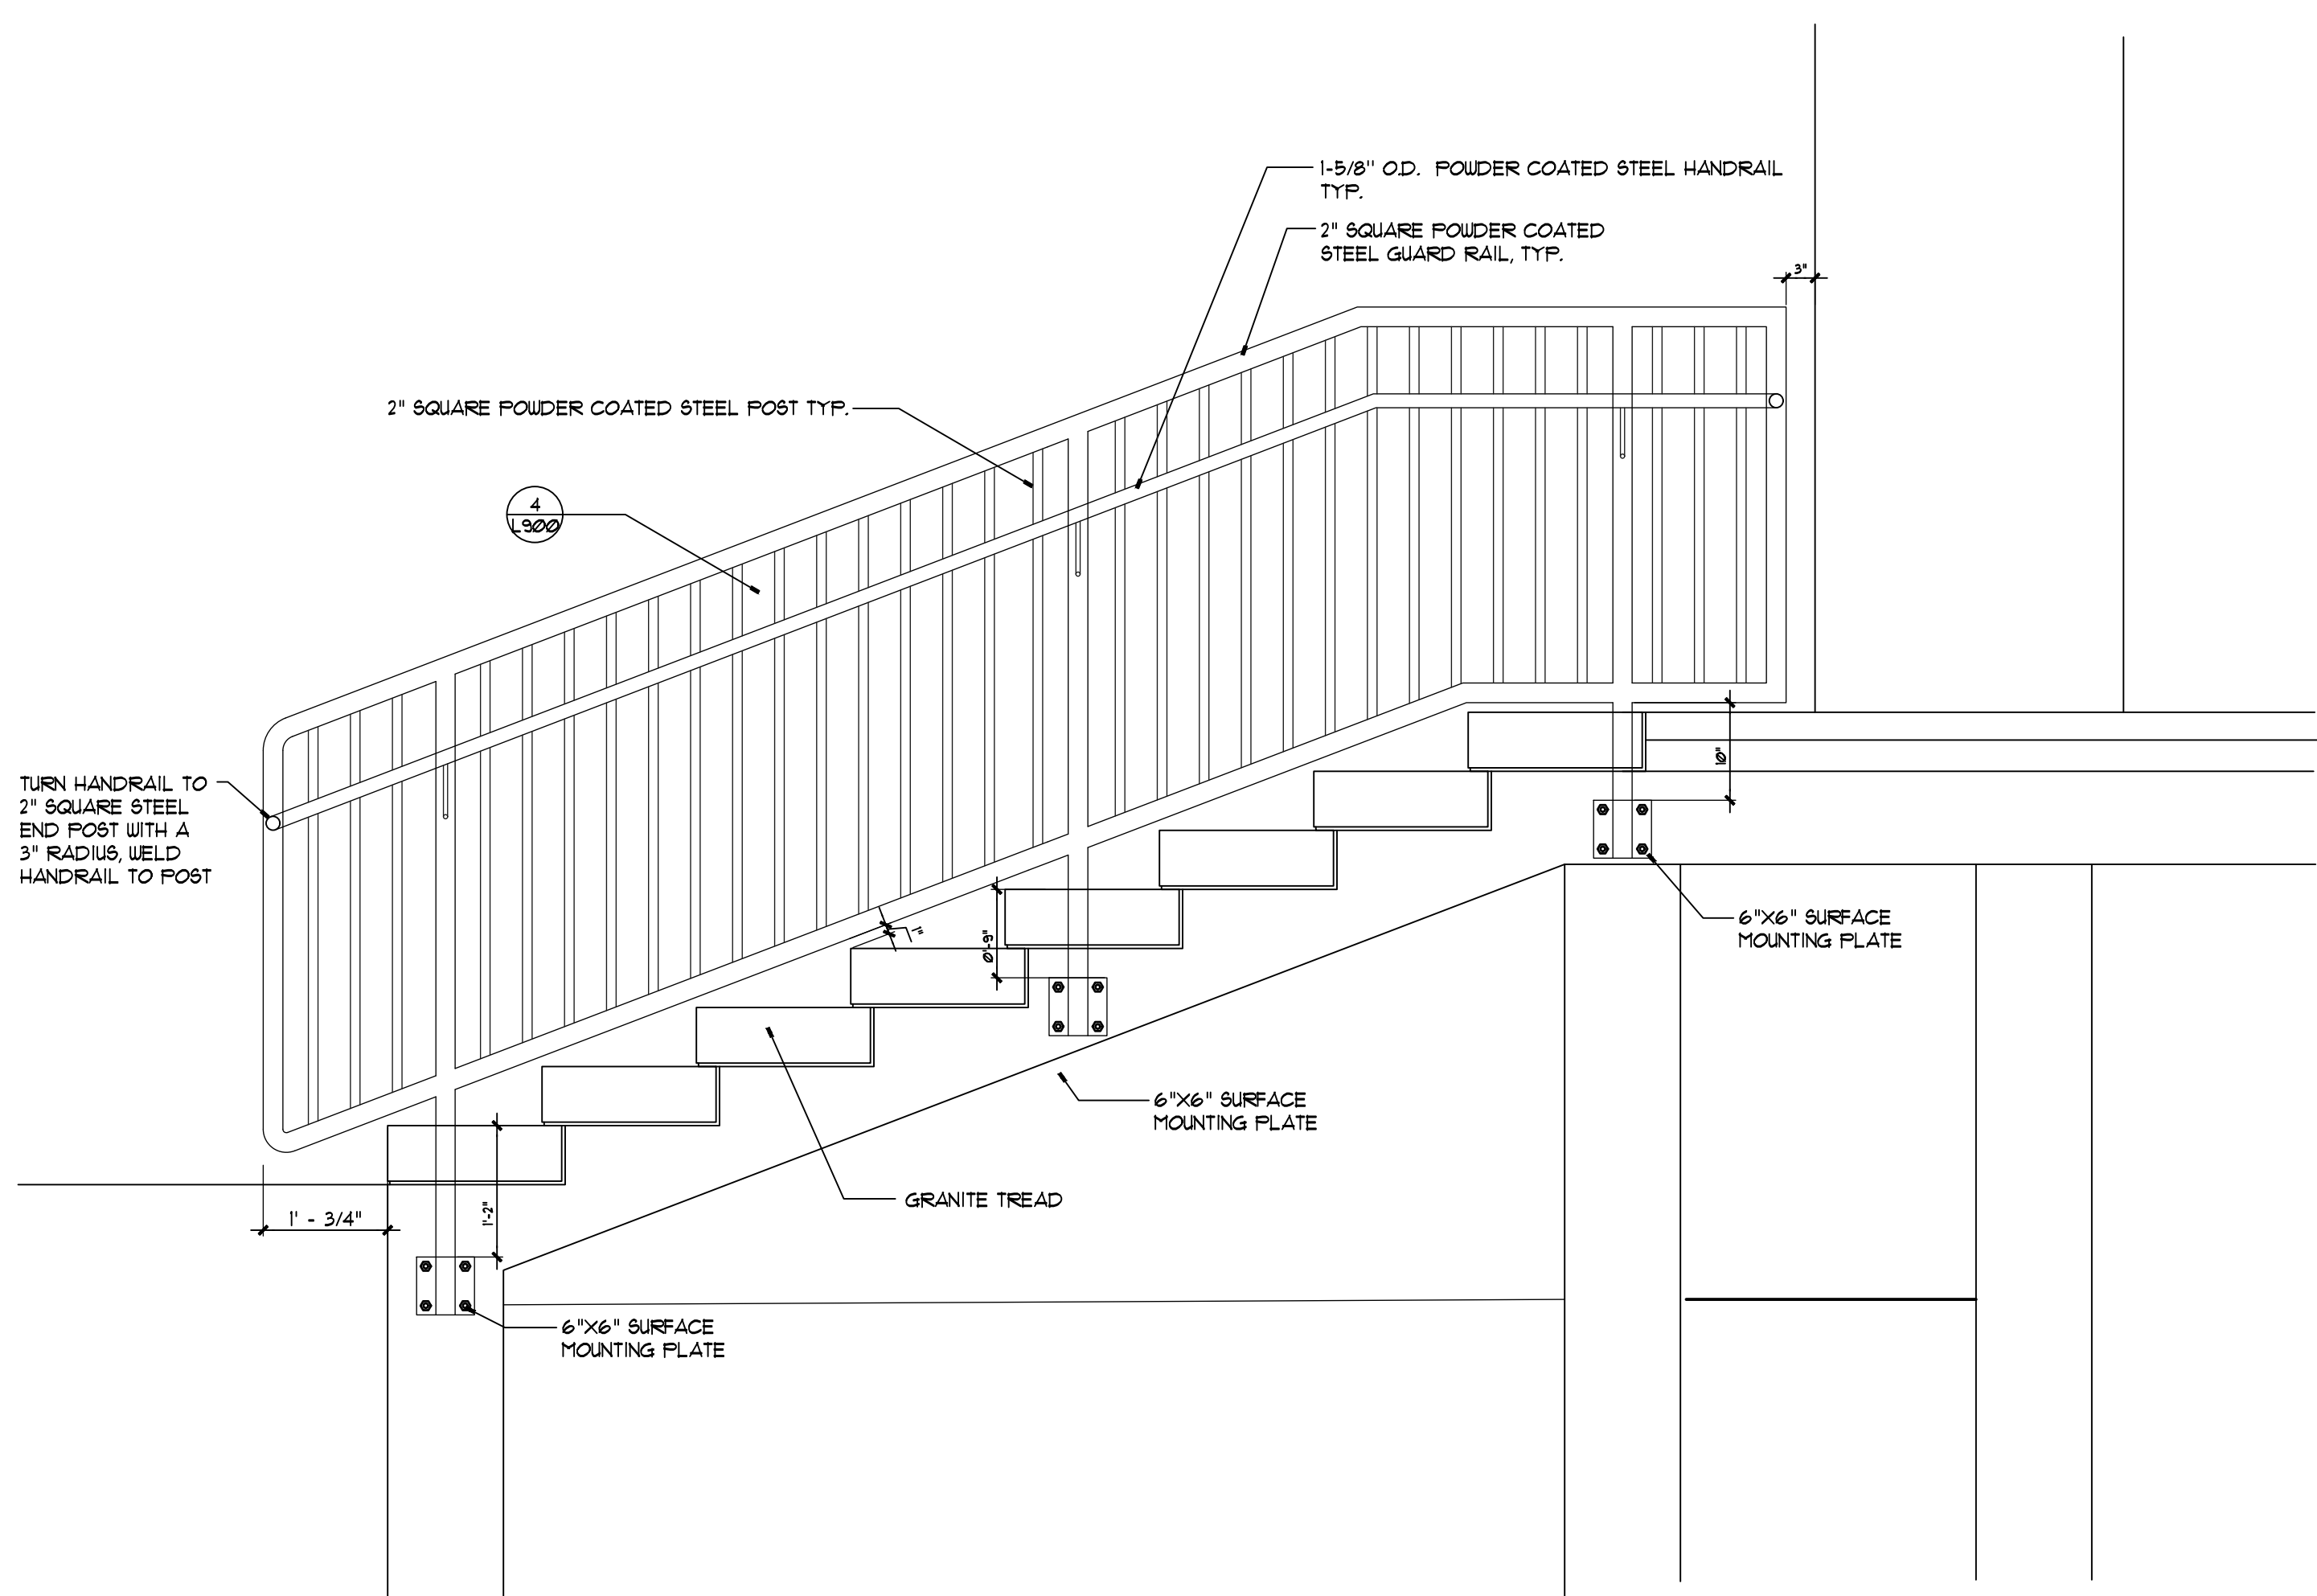 1-5/8" O.D. POWDER COATED STEEL HANDRAIL
TYP.
2" SQUARE POWDER COATED
STEEL GUARD RAIL, TYP.
3"
2" SQUARE POWDER COATED STEEL POST TYP.
4
L900
TURN HANDRAIL TO
2" SQUARE STEEL
END POST WITH A
3" RADIUS, WELD
HANDRAIL TO POST
10"
1"
0'-9"
6"X6" SURFACE
MOUNTING PLATE
6"X6" SURFACE
MOUNTING PLATE
GRANITE TREAD
1' - 3/4"
1'-2"
6"X6" SURFACE
MOUNTING PLATE